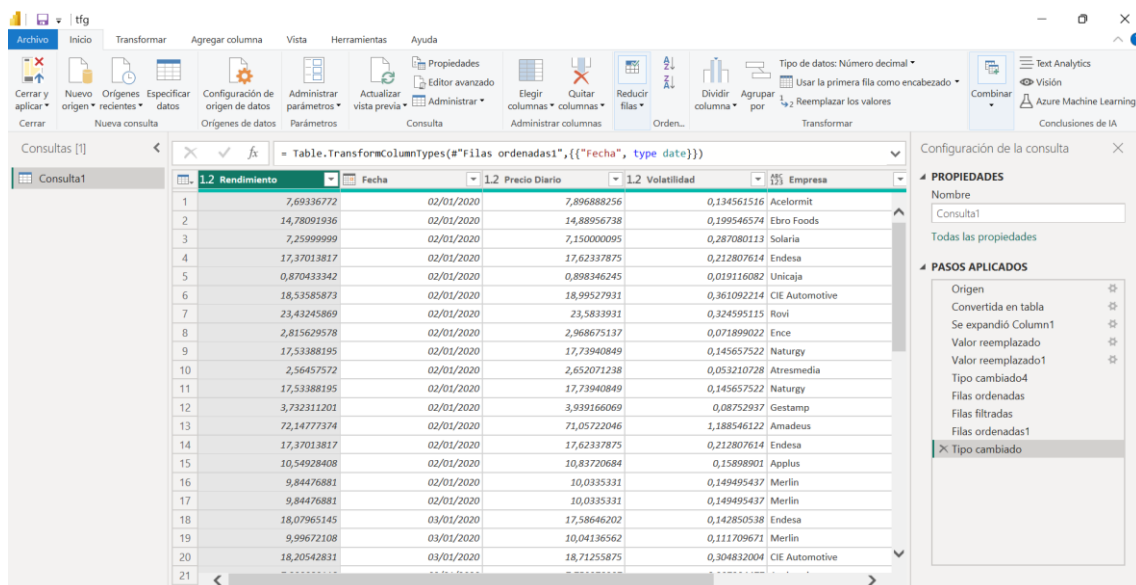 tfg
Archivo Inicio Transformar Agregar columna Vista Herramientas Ayuda
Cerrar y aplicar
Nuevo origen
Orígenes recientes
Especificar datos
Configuración de origen de datos
Administrar parámetros
Actualizar vista previa
Propiedades
Editor avanzado
Administrar
Elegir columnas
Quitar columnas
Reducir filas
Dividir columna
Agrupar por
Tipo de datos: Número decimal
Usar la primera fila como encabezado
Reemplazar los valores
Combinar
Text Analytics
Visión
Azure Machine Learning
Cerrar Nueva consulta Orígenes de datos Parámetros Consulta Administrar columnas Orden... Transformar Conclusiones de IA
Consultas [1]
Consulta1
fx = Table.TransformColumnTypes(#"Filas ordenadas1",{{"Fecha", type date}})
1.2 Rendimiento Fecha 1.2 Precio Diario 1.2 Volatilidad ABC 123 Empresa
1 7,69336772 02/01/2020 7,896888256 0,134561516 Acelormit
2 14,78091936 02/01/2020 14,88956738 0,199546574 Ebro Foods
3 7,25999999 02/01/2020 7,150000095 0,287080113 Solaria
4 17,37013817 02/01/2020 17,62337875 0,212807614 Endesa
5 0,870433342 02/01/2020 0,898346245 0,019116082 Unicaja
6 18,53585873 02/01/2020 18,99527931 0,361092214 CIE Automotive
7 23,43245869 02/01/2020 23,5833931 0,324595115 Rovi
8 2,815629578 02/01/2020 2,968675137 0,071899022 Ence
9 17,53388195 02/01/2020 17,73940849 0,145657522 Naturgy
10 2,56457572 02/01/2020 2,652071238 0,053210728 Atresmedia
11 17,53388195 02/01/2020 17,73940849 0,145657522 Naturgy
12 3,732311201 02/01/2020 3,939166069 0,08752937 Gestamp
13 72,14777374 02/01/2020 71,05722046 1,188546122 Amadeus
14 17,37013817 02/01/2020 17,62337875 0,212807614 Endesa
15 10,54928408 02/01/2020 10,83720684 0,15898901 Applus
16 9,84476881 02/01/2020 10,0335331 0,149495437 Merlin
17 9,84476881 02/01/2020 10,0335331 0,149495437 Merlin
18 18,07965145 03/01/2020 17,58646202 0,142850538 Endesa
19 9,99672108 03/01/2020 10,04136562 0,111709671 Merlin
20 18,20542831 03/01/2020 18,71255875 0,304832004 CIE Automotive
21
Configuración de la consulta
PROPIEDADES
Nombre
Consulta1
Todas las propiedades
PASOS APLICADOS
Origen
Convertida en tabla
Se expandió Column1
Valor reemplazado
Valor reemplazado1
Tipo cambiado4
Filas ordenadas
Filas filtradas
Filas ordenadas1
Tipo cambiado